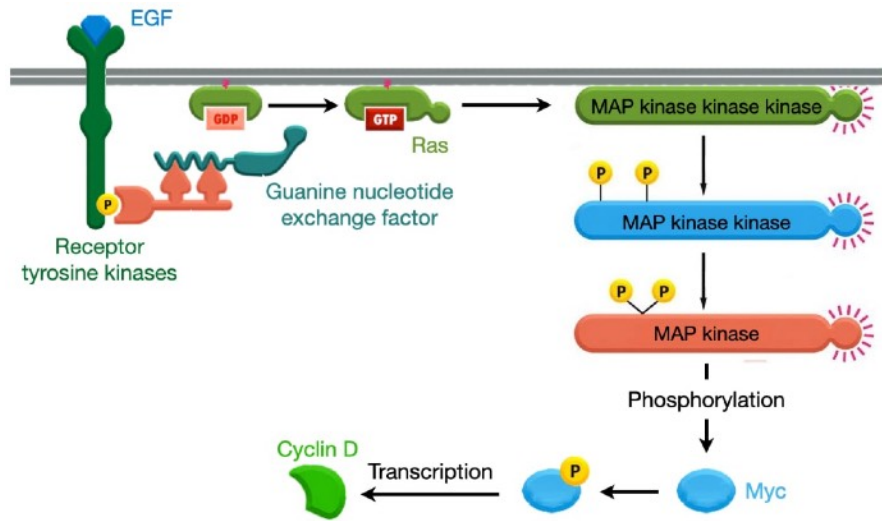 EGF
GDP
GTP
Ras
MAP kinase kinase kinase
P
Guanine nucleotide
exchange factor
Receptor
tyrosine kinases
P P
MAP kinase kinase
P P
MAP kinase
Phosphorylation
Cyclin D
Transcription
P
Myc